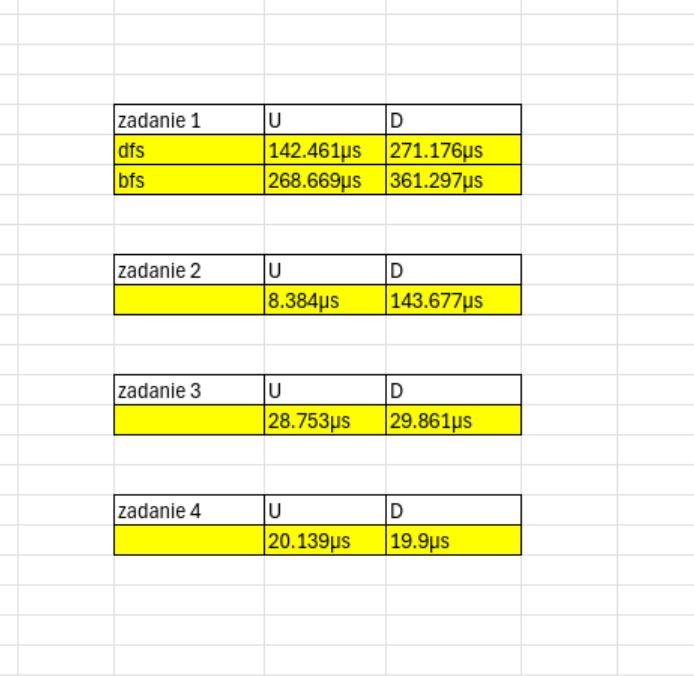 zadanie 1 U D
dfs 142.461µs 271.176µs
bfs 268.669µs 361.297µs
zadanie 2 U D
8.384µs 143.677µs
zadanie 3 U D
28.753µs 29.861µs
zadanie 4 U D
20.139µs 19.9µs